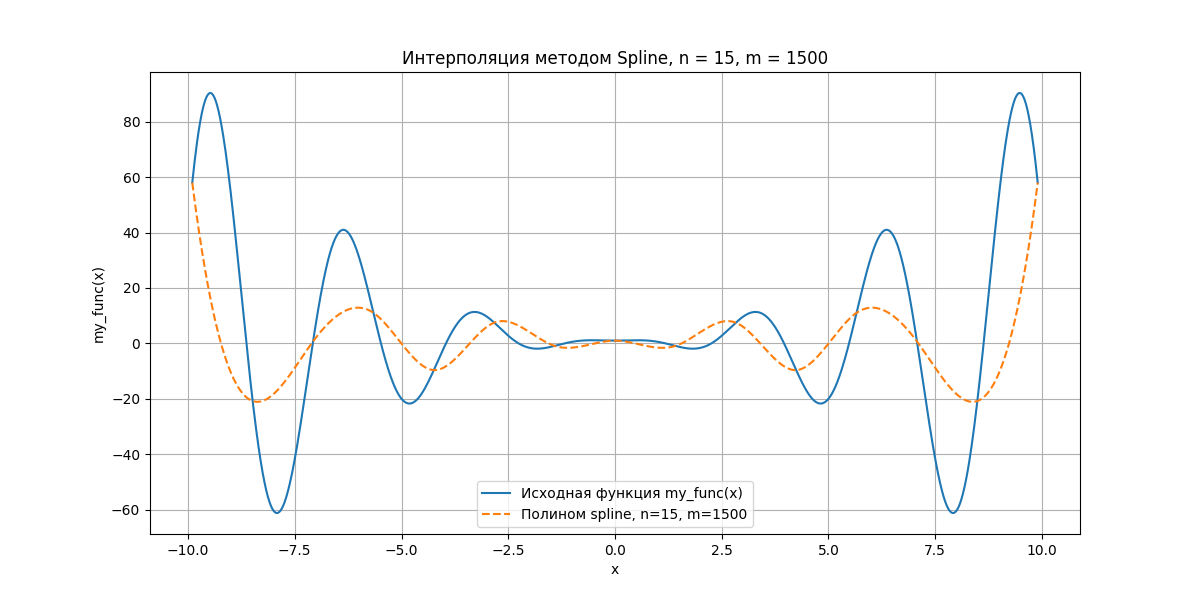 Интерполяция методом Spline, n = 15, m = 1500
my_func(x)
80
60
40
20
0
−20
−40
−60
Исходная функция my_func(x)
Полином spline, n=15, m=1500
−10.0 −7.5 −5.0 −2.5 0.0 2.5 5.0 7.5 10.0
x